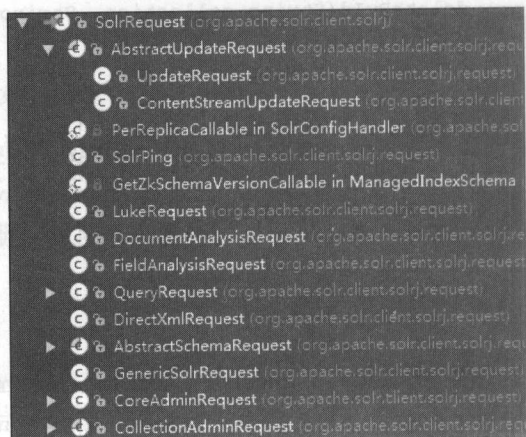 SolrRequest (org.apache.solr.client.solrj)
AbstractUpdateRequest (org.apache.solr.client.solrj.request)
UpdateRequest (org.apache.solr.client.solrj.request)
ContentStreamUpdateRequest (org.apache.solr.client
PerReplicaCallable in SolrConfigHandler (org.apache.sol
SolrPing (org.apache.solr.client.solrj.request)
GetZkSchemaVersionCallable in ManagedIndexSchema
LukeRequest (org.apache.solr.client.solrj.request)
DocumentAnalysisRequest (org.apache.solr.client.solrj.re
FieldAnalysisRequest (org.apache.solr.client.solrj.request
QueryRequest (org.apache.solr.client.solrj.request)
DirectXmlRequest (org.apache.solr.client.solrj.request)
AbstractSchemaRequest (org.apache.solr.client.solrj.requ
GenericSolrRequest (org.apache.solr.client.solrj.request)
CoreAdminRequest (org.apache.solr.client.solrj.request)
CollectionAdminRequest (org.apache.solr.client.solrj.req